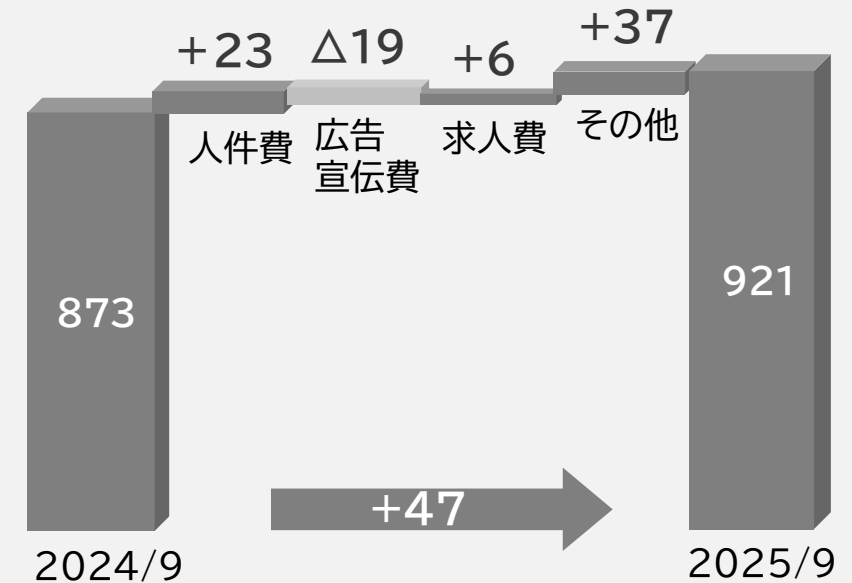 +23
△19
+6
+37
人件費
広告
宣伝費
求人費
その他
873
921
+47
2024/9
2025/9